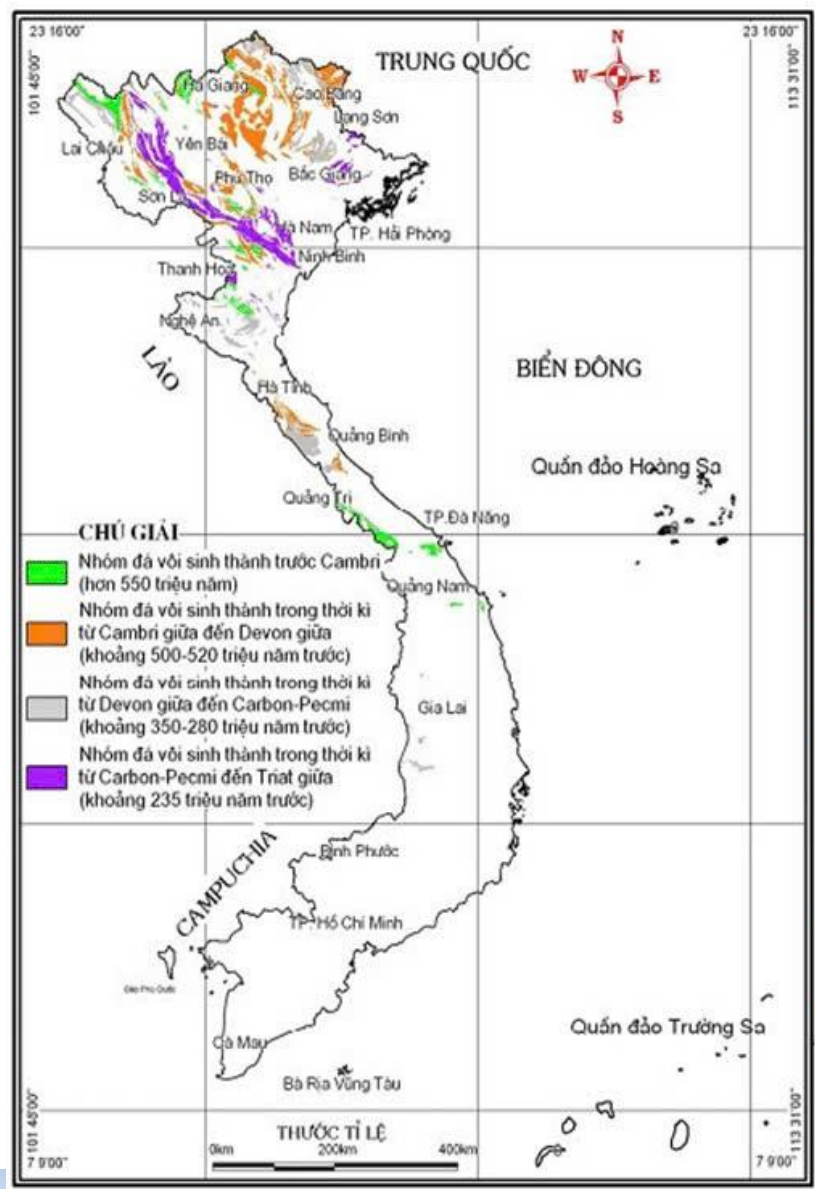 23 16'00"
23 16'00"
101 48'00"
113 31'00"
TRUNG QUỐC
N
W
E
S
Hà Giang
Cao Bằng
Lạng Sơn
Lai Châu
Yên Bái
Phú Thọ
Bắc Giang
Sơn La
Hà Nam
TP. Hải Phòng
Ninh Bình
Thanh Hoá
Nghệ An
LÀO
BIỂN ĐÔNG
Hà Tĩnh
Quảng Bình
Quần đảo Hoàng Sa
Quảng Trị
TP.Đà Nẵng
CHÚ GIẢI
Nhóm đá vôi sinh thành trước Cambri
(hơn 550 triệu năm)
Quảng Nam
Nhóm đá vôi sinh thành trong thời kì
từ Cambri giữa đến Devon giữa
(khoảng 500-520 triệu năm trước)
Nhóm đá vôi sinh thành trong thời kì
từ Devon giữa đến Carbon-Pecmi
(khoảng 350-280 triệu năm trước)
Gia Lai
Nhóm đá vôi sinh thành trong thời kì
từ Carbon-Pecmi đến Triat giữa
(khoảng 235 triệu năm trước)
CAMPUCHIA
Bình Phước
TP. Hồ Chí Minh
Đảo Phú Quốc
Quần đảo Trường Sa
Cà Mau
Bà Rịa Vũng Tàu
THƯỚC TỈ LỆ
0km
200km
400km
101 48'00"
113 31'00"
7 9'00"
7 9'00"